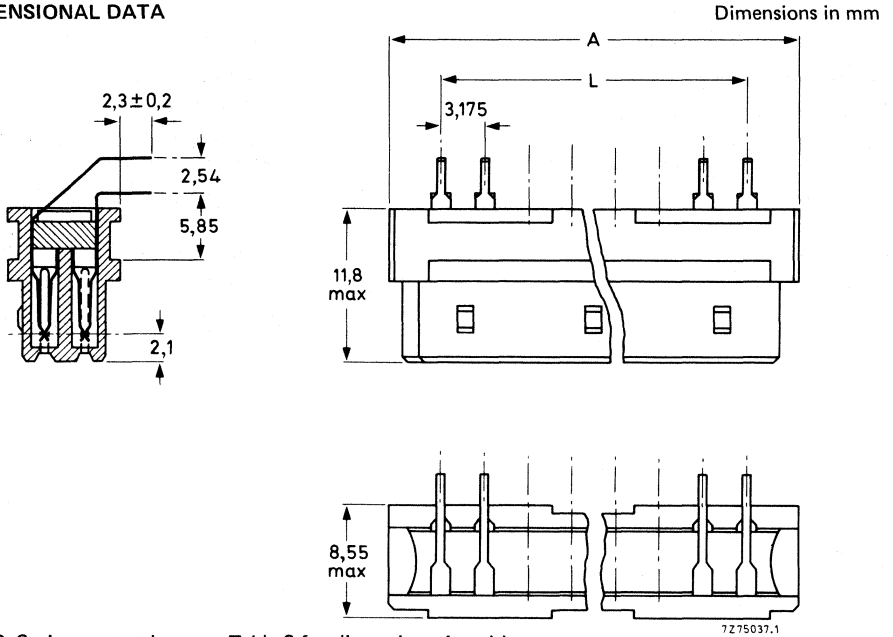 ENSIONAL DATA
Dimensions in mm
A
L
2,3±0,2
3,175
2,54
5,85
11,8
max
2,1
8,55
max
7Z75037.1